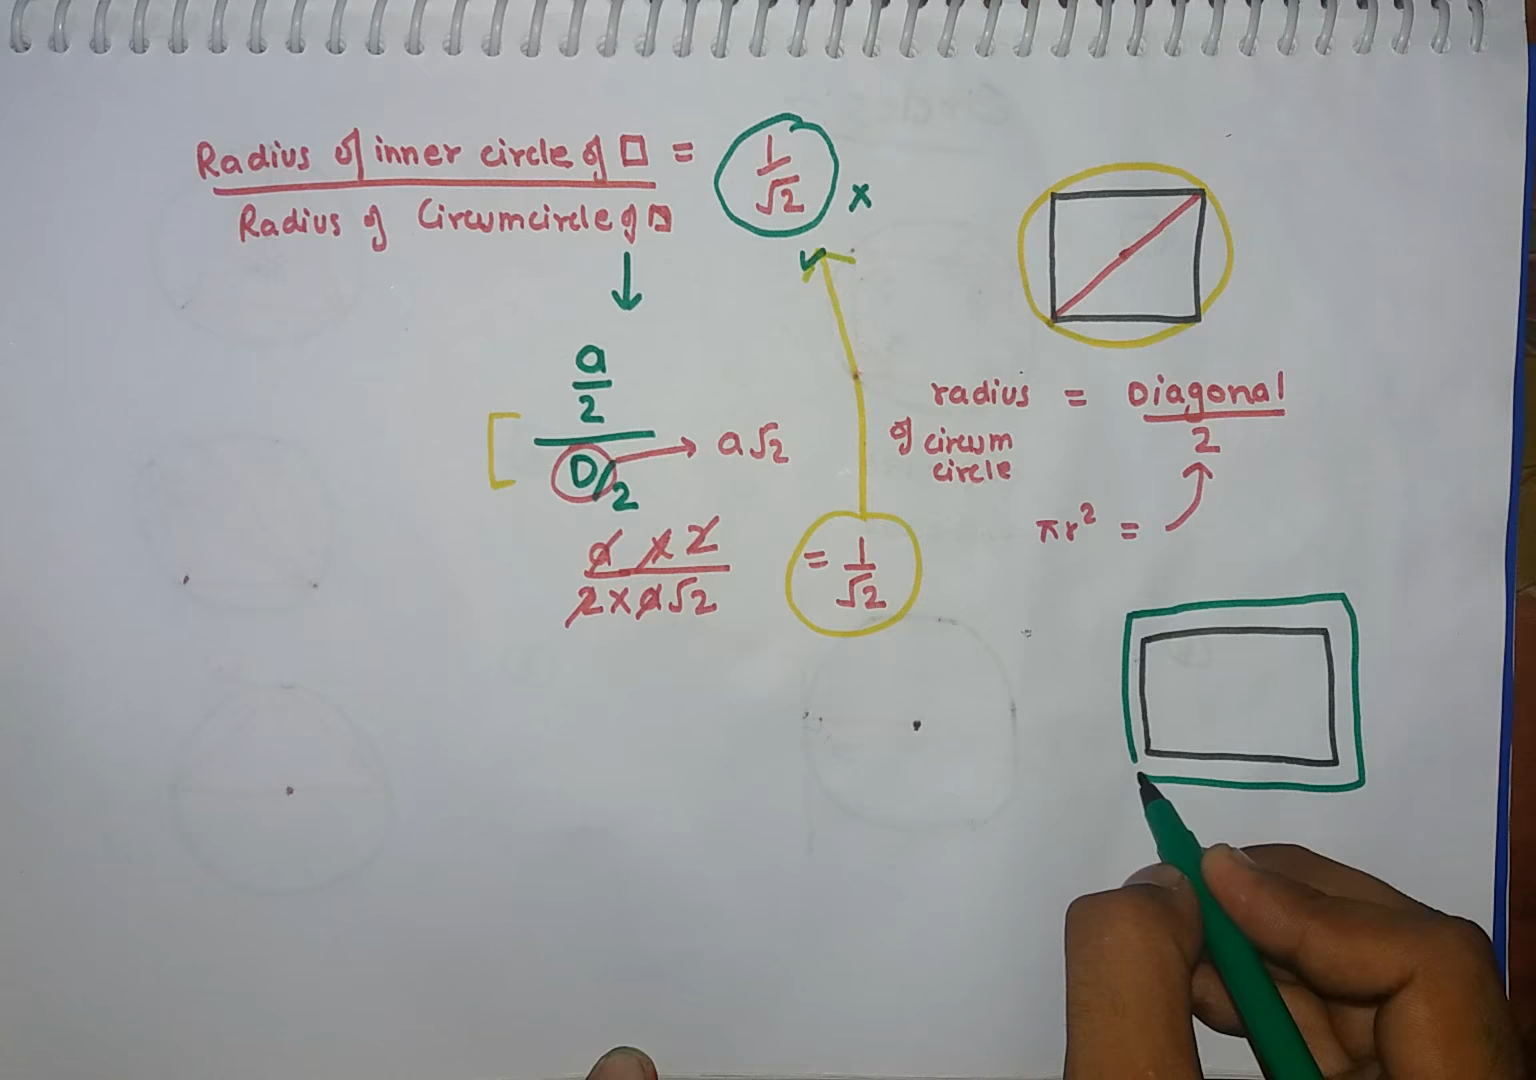 Radius of inner circle of □ = 1/√2 x
Radius of Circumcircle of □
a
2
D/2 → a√2
a x 2
2 x a√2
= 1/√2
radius = Diagonal
of circum 2
circle
πr² =